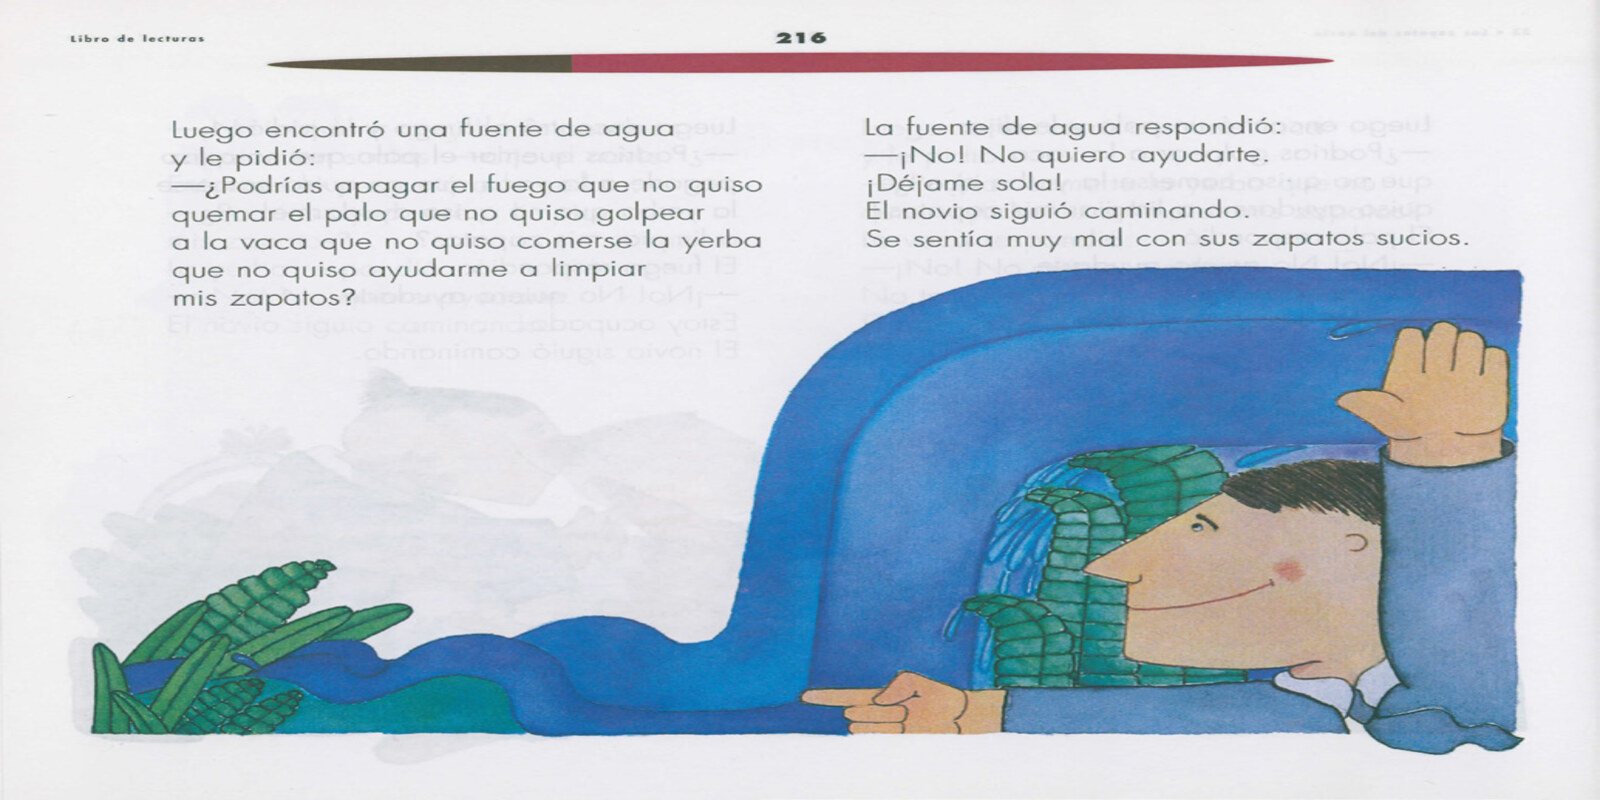 Libro de lecturas
216
Luego encontró una fuente de agua
y le pidió:
—¿Podrías apagar el fuego que no quiso
quemar el palo que no quiso golpear
a la vaca que no quiso comerse la yerba
que no quiso ayudarme a limpiar
mis zapatos?
La fuente de agua respondió:
—¡No! No quiero ayudarte.
¡Déjame sola!
El novio siguió caminando.
Se sentía muy mal con sus zapatos sucios.